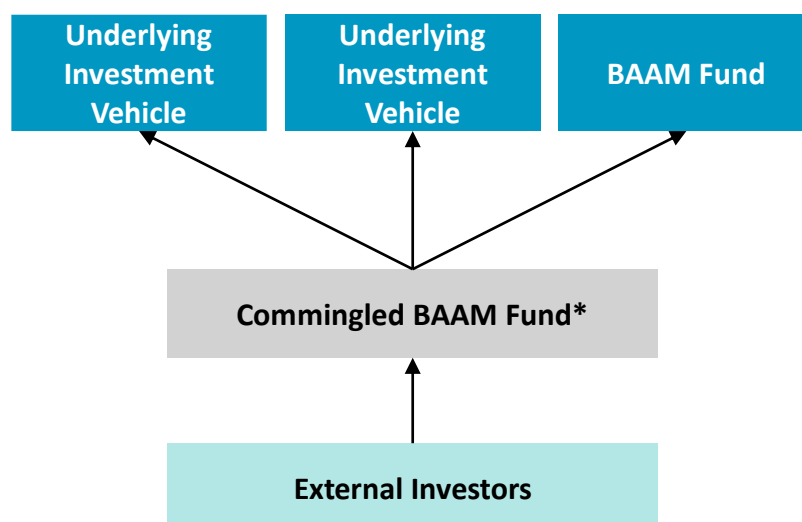 Underlying
Investment
Vehicle
Underlying
Investment
Vehicle
BAAM Fund
Commingled BAAM Fund*
External Investors